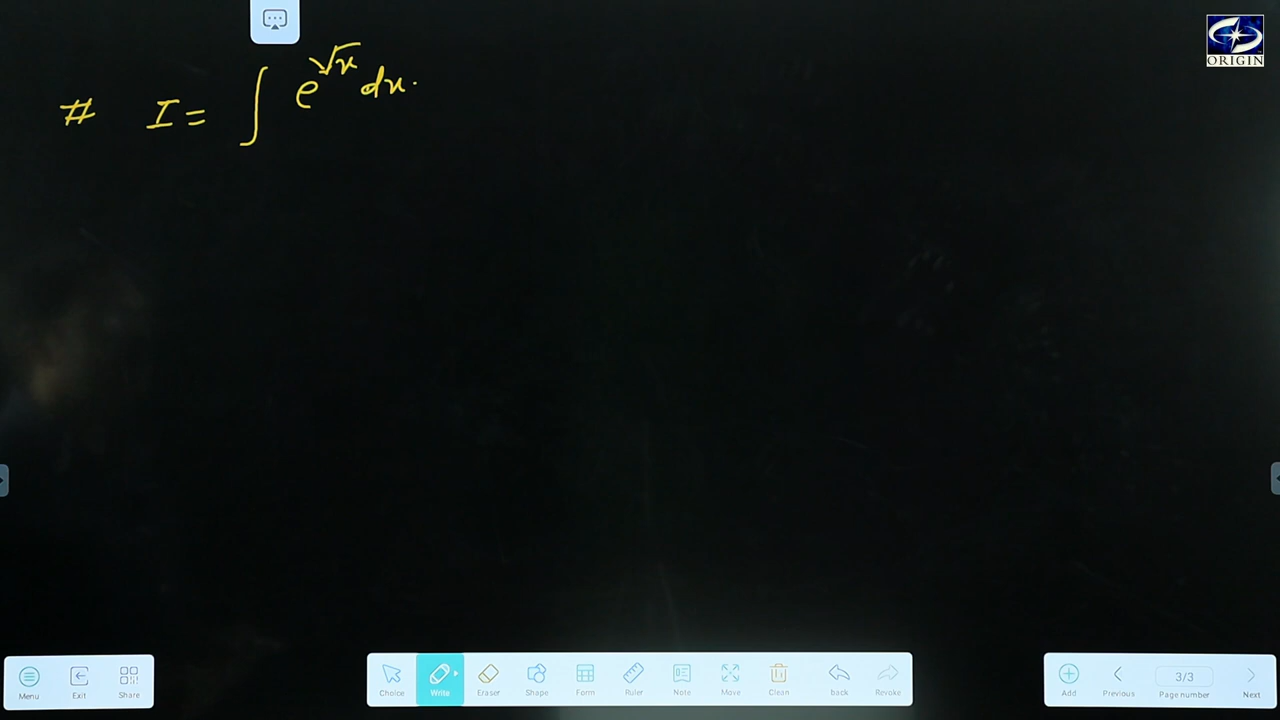 ORIGIN
# I = ∫ e^√x dx.
Menu Exit Share Choice Write Eraser Shape Form Ruler Note Move Clean back Revoke Add Previous 3/3 Page number Next